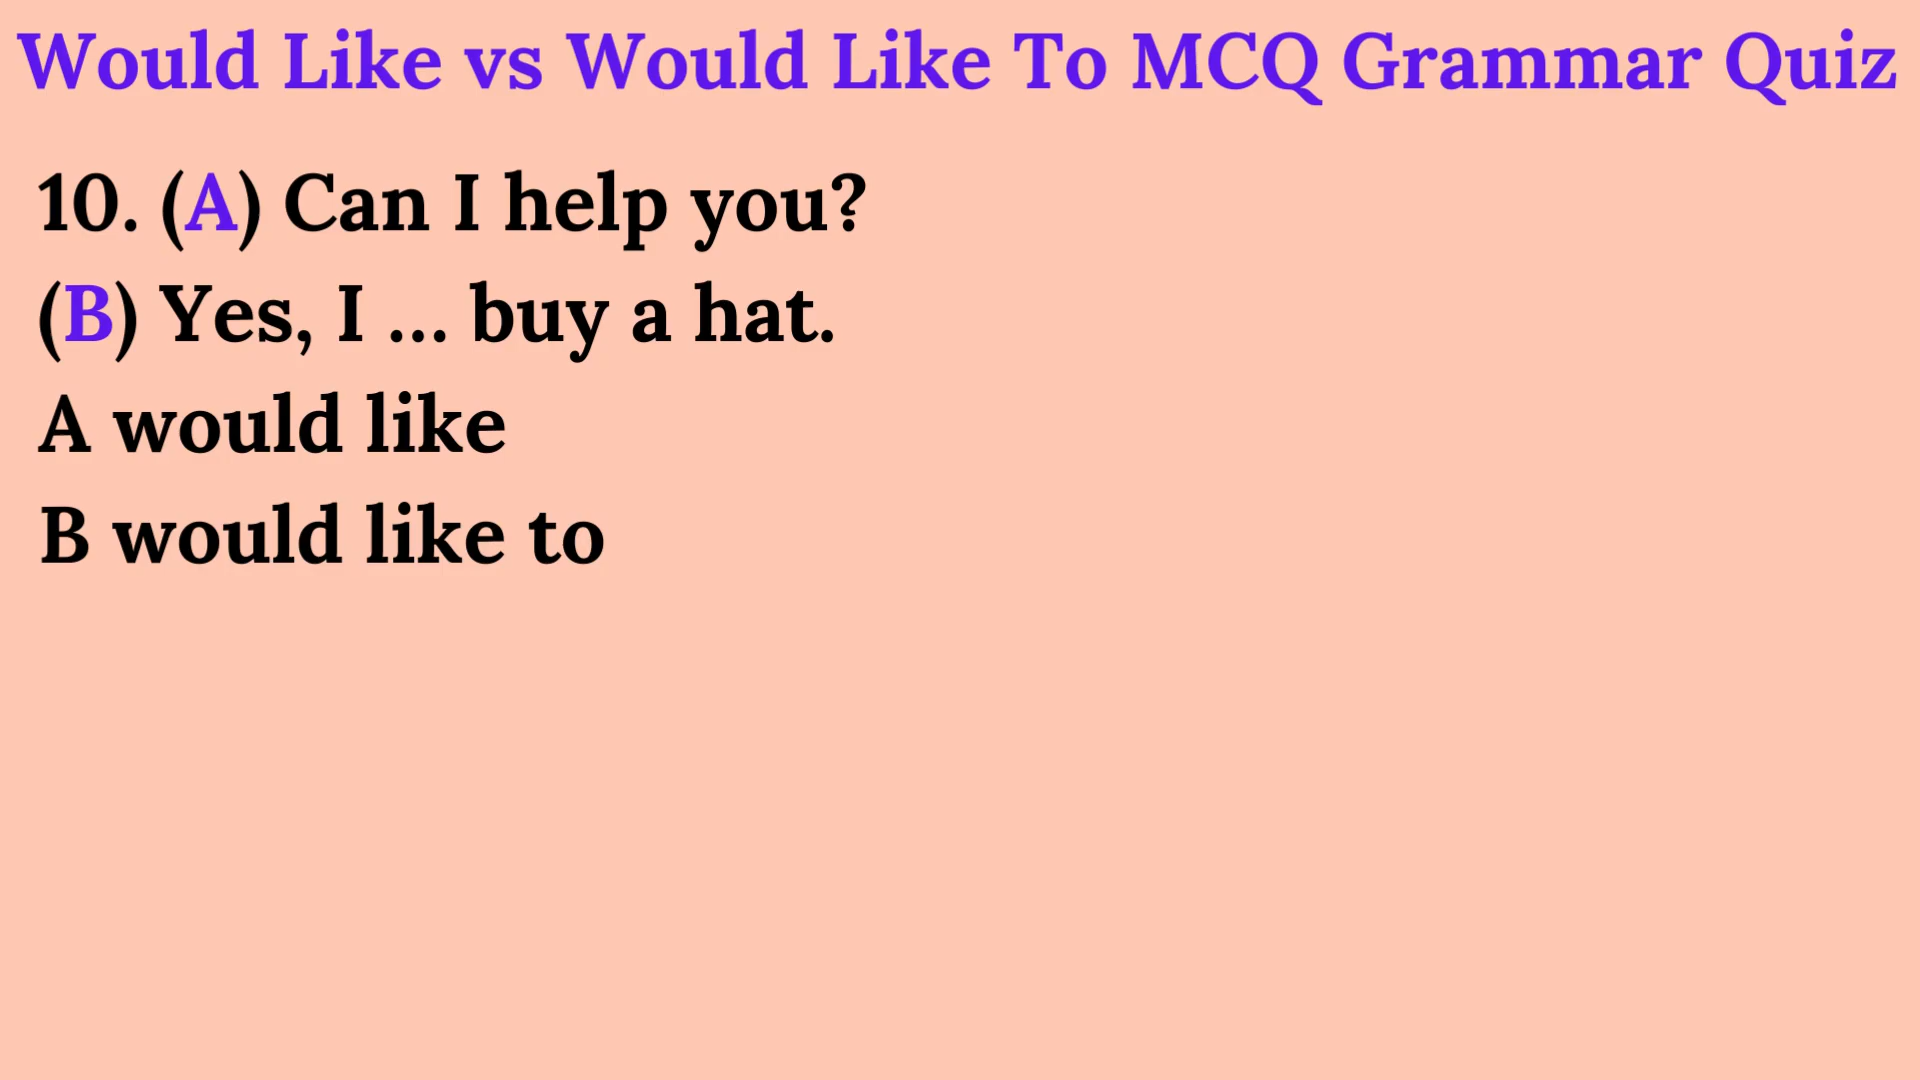 Would Like vs Would Like To MCQ Grammar Quiz
10. (A) Can I help you?
(B) Yes, I ... buy a hat.
A would like
B would like to